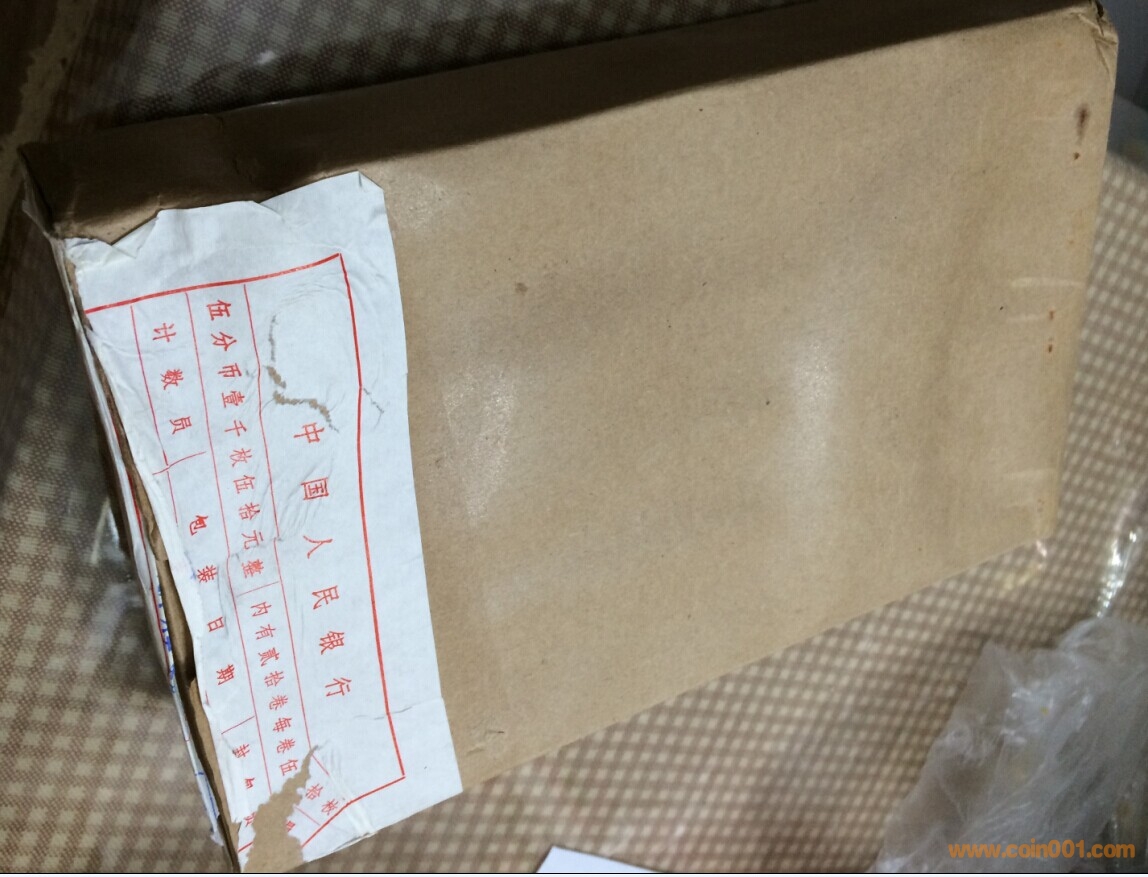 中国人民银行
伍分币壹千枚伍拾元整 内有贰拾卷每卷伍拾枚
计数员 包装日期 封
www.coin001.com